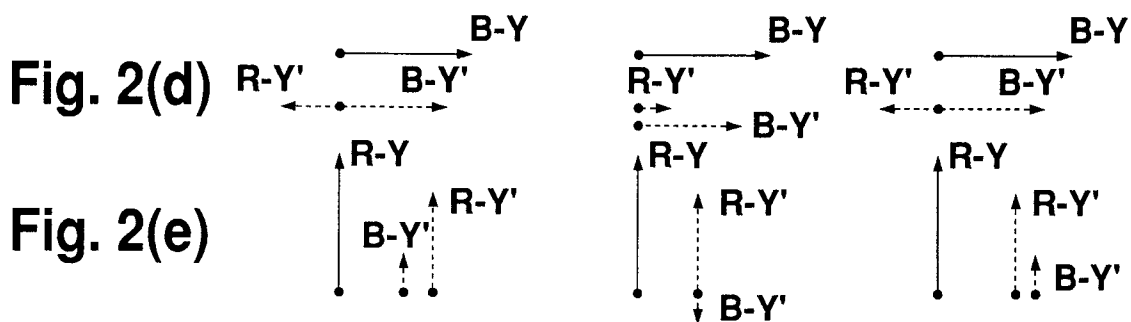 B-Y B-Y B-Y
Fig. 2(d) R-Y' B-Y' R-Y' R-Y' B-Y'
B-Y'
R-Y R-Y R-Y
R-Y' R-Y' R-Y'
Fig. 2(e) B-Y'
B-Y' B-Y'